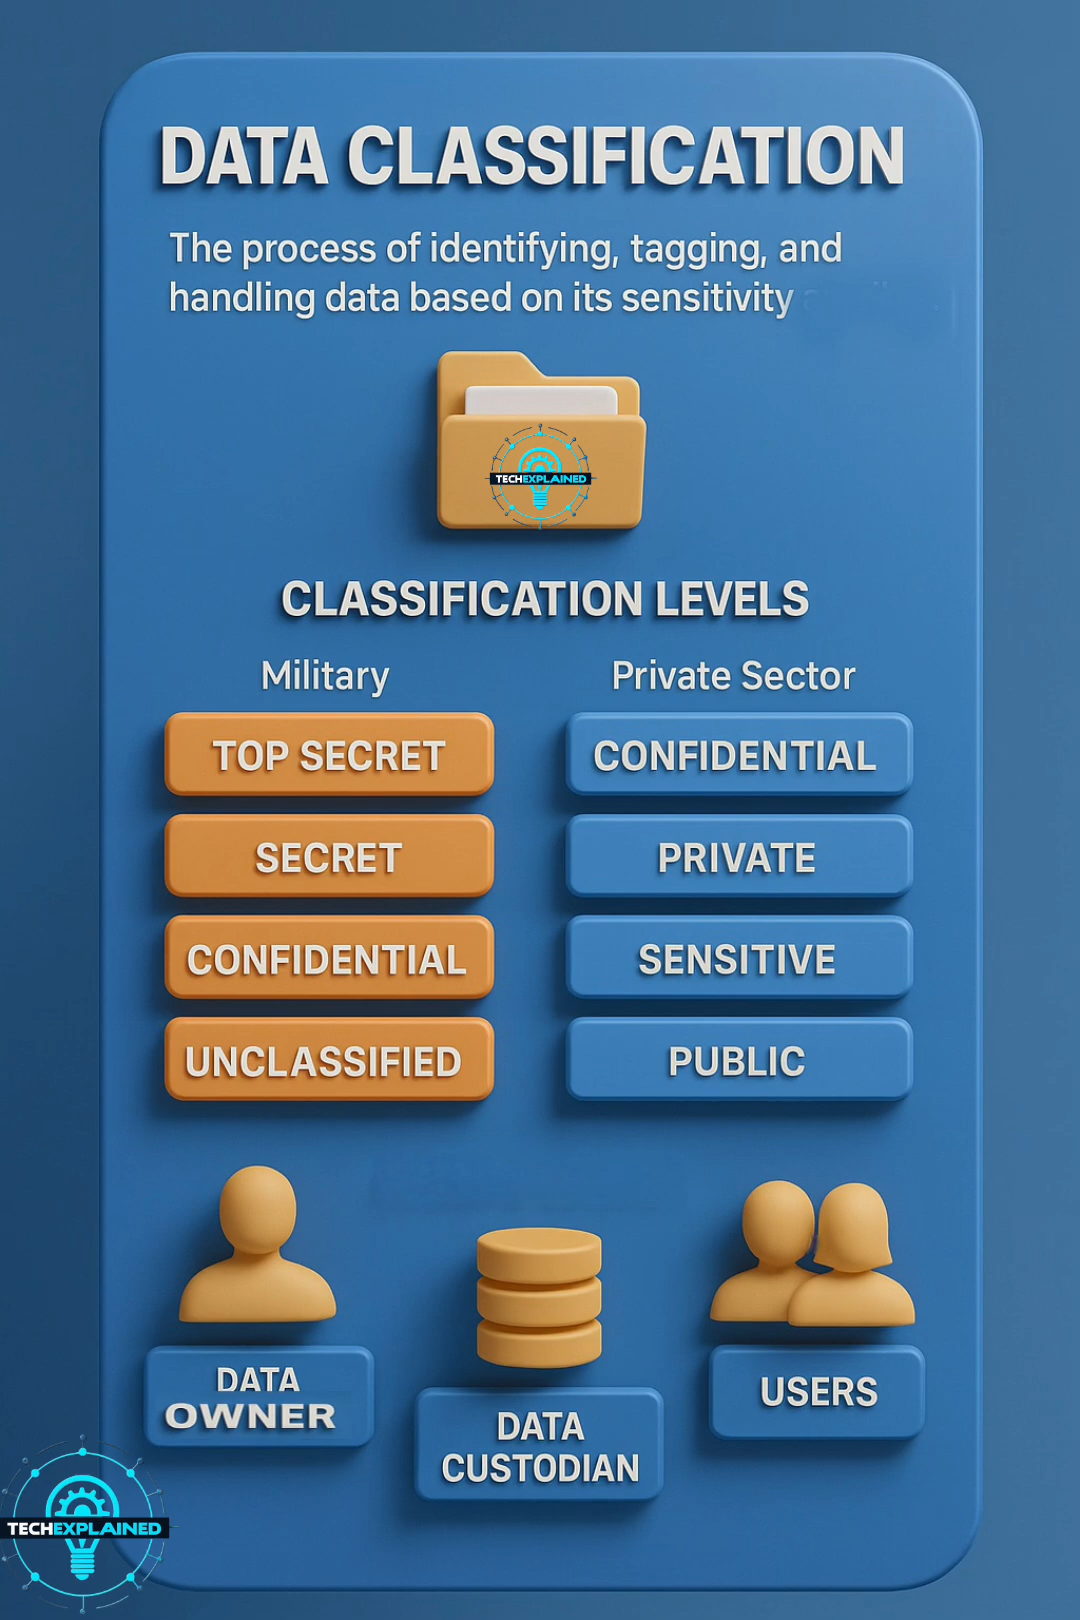 DATA CLASSIFICATION
The process of identifying, tagging, and
handling data based on its sensitivity
TECHEXPLAINED
CLASSIFICATION LEVELS
Military
Private Sector
TOP SECRET
CONFIDENTIAL
SECRET
PRIVATE
CONFIDENTIAL
SENSITIVE
UNCLASSIFIED
PUBLIC
DATA
OWNER
DATA
CUSTODIAN
USERS
TECHEXPLAINED